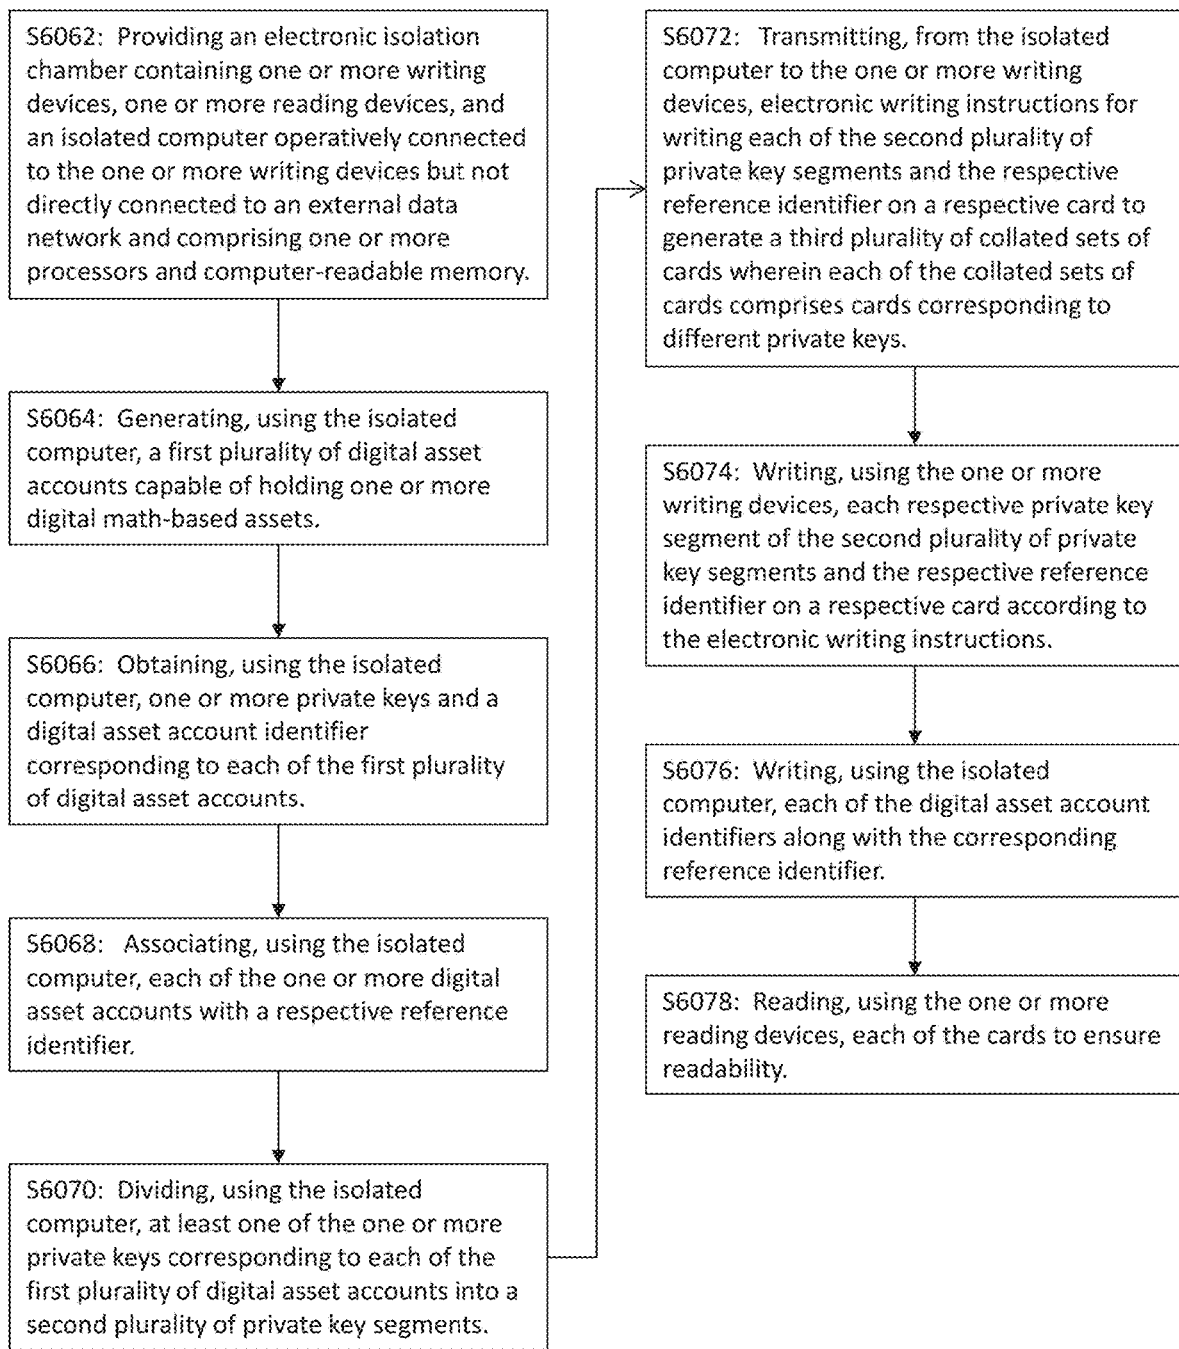 S6062: Providing an electronic isolation
chamber containing one or more writing
devices, one or more reading devices, and
an isolated computer operatively connected
to the one or more writing devices but not
directly connected to an external data
network and comprising one or more
processors and computer-readable memory.
S6064: Generating, using the isolated
computer, a first plurality of digital asset
accounts capable of holding one or more
digital math-based assets.
S6066: Obtaining, using the isolated
computer, one or more private keys and a
digital asset account identifier
corresponding to each of the first plurality
of digital asset accounts.
S6068: Associating, using the isolated
computer, each of the one or more digital
asset accounts with a respective reference
identifier.
S6070: Dividing, using the isolated
computer, at least one of the one or more
private keys corresponding to each of the
first plurality of digital asset accounts into a
second plurality of private key segments.
S6072: Transmitting, from the isolated
computer to the one or more writing
devices, electronic writing instructions for
writing each of the second plurality of
private key segments and the respective
reference identifier on a respective card to
generate a third plurality of collated sets of
cards wherein each of the collated sets of
cards comprises cards corresponding to
different private keys.
S6074: Writing, using the one or more
writing devices, each respective private key
segment of the second plurality of private
key segments and the respective reference
identifier on a respective card according to
the electronic writing instructions.
S6076: Writing, using the isolated
computer, each of the digital asset account
identifiers along with the corresponding
reference identifier.
S6078: Reading, using the one or more
reading devices, each of the cards to ensure
readability.